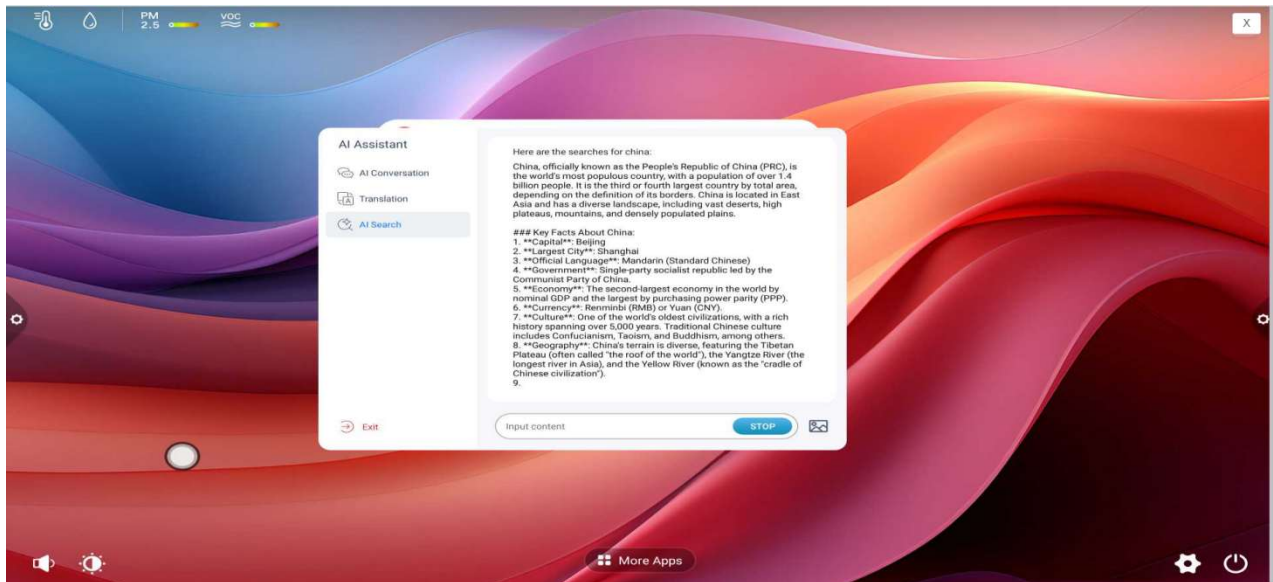 PM
2.5
VOC
X
AI Assistant
AI Conversation
Translation
AI Search
Exit
Here are the searches for china:
China, officially known as the People's Republic of China (PRC), is
the world's most populous country, with a population of over 1.4
billion people. It is the third or fourth largest country by total area,
depending on the definition of its borders. China is located in East
Asia and has a diverse landscape, including vast deserts, high
plateaus, mountains, and densely populated plains.
### Key Facts About China:
1. **Capital**: Beijing
2. **Largest City**: Shanghai
3. **Official Language**: Mandarin (Standard Chinese)
4. **Government**: Single-party socialist republic led by the
Communist Party of China.
5. **Economy**: The second-largest economy in the world by
nominal GDP and the largest by purchasing power parity (PPP).
6. **Currency**: Renminbi (RMB) or Yuan (CNY).
7. **Culture**: One of the world's oldest civilizations, with a rich
history spanning over 5,000 years. Traditional Chinese culture
includes Confucianism, Taoism, and Buddhism, among others.
8. **Geography**: China's terrain is diverse, featuring the Tibetan
Plateau (often called "the roof of the world"), the Yangtze River (the
longest river in Asia), and the Yellow River (known as the "cradle of
Chinese civilization").
9.
Input content
STOP
More Apps